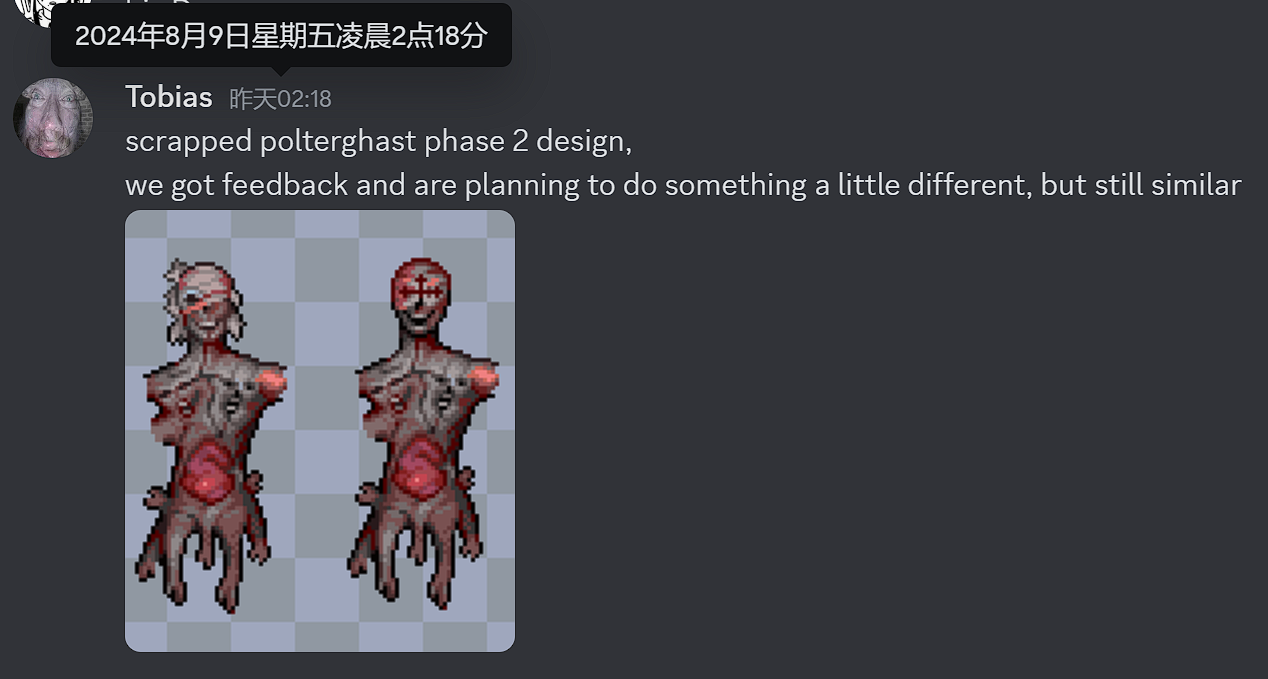 2024年8月9日星期五凌晨2点18分
Tobias 昨天02:18
scrapped polterghast phase 2 design,
we got feedback and are planning to do something a little different, but still similar